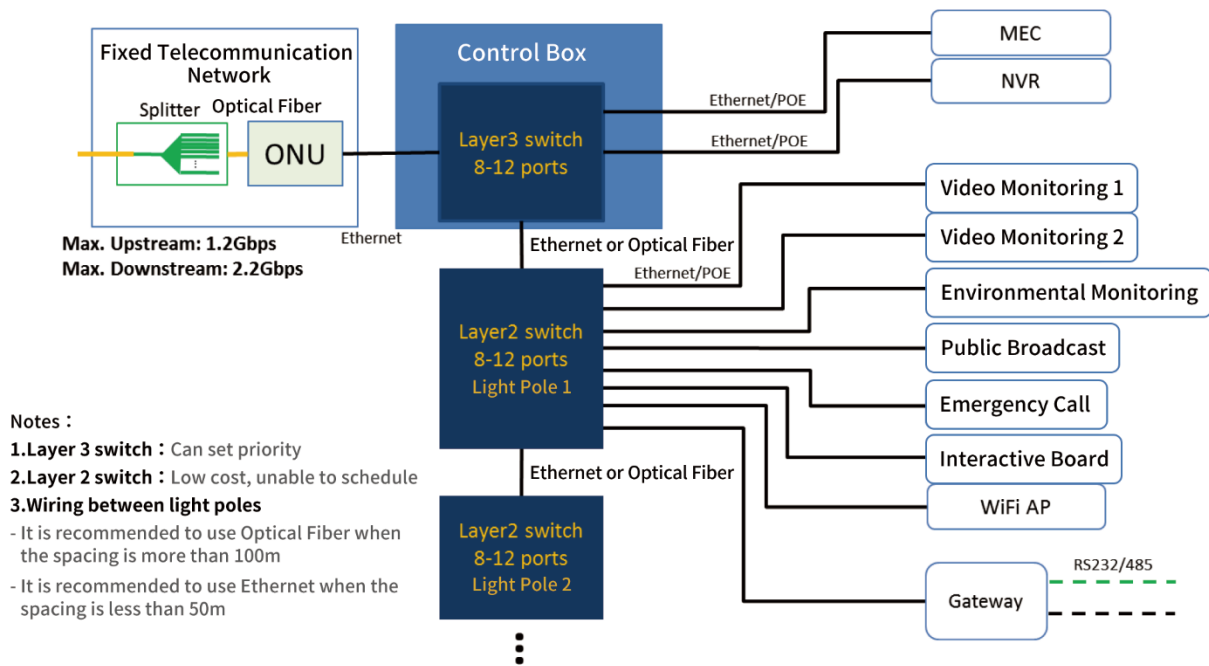 Fixed Telecommunication
Network
Splitter
Optical Fiber
ONU
Max. Upstream: 1.2Gbps
Max. Downstream: 2.2Gbps
Ethernet
Control Box
Layer3 switch
8-12 ports
Ethernet/POE
Ethernet/POE
MEC
NVR
Ethernet or Optical Fiber
Ethernet/POE
Layer2 switch
8-12 ports
Light Pole 1
Video Monitoring 1
Video Monitoring 2
Environmental Monitoring
Public Broadcast
Emergency Call
Interactive Board
WiFi AP
Gateway
RS232/485
Ethernet or Optical Fiber
Layer2 switch
8-12 ports
Light Pole 2
Notes：
1.Layer 3 switch：Can set priority
2.Layer 2 switch：Low cost, unable to schedule
3.Wiring between light poles
- It is recommended to use Optical Fiber when
the spacing is more than 100m
- It is recommended to use Ethernet when the
spacing is less than 50m